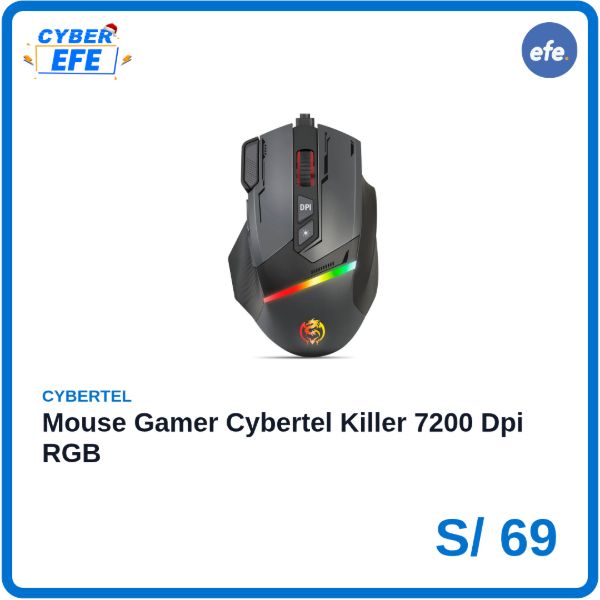 CYBER
EFE
efe.
DPI
CYBERTEL
Mouse Gamer Cybertel Killer 7200 Dpi
RGB
S/ 69